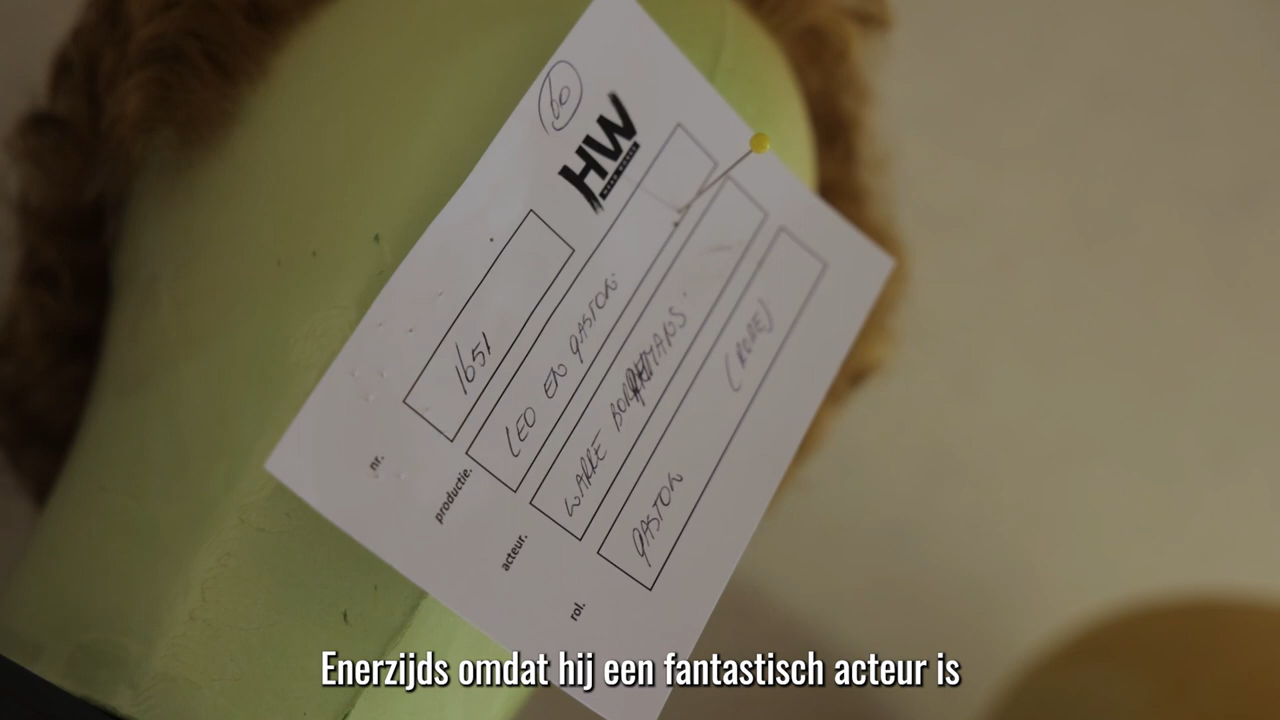 60
HW
nr. 1651
productie. LEO EN GASTON.
acteur. WARRE BORGMANS.
rol. GASTON
Enerzijds omdat hij een fantastisch acteur is